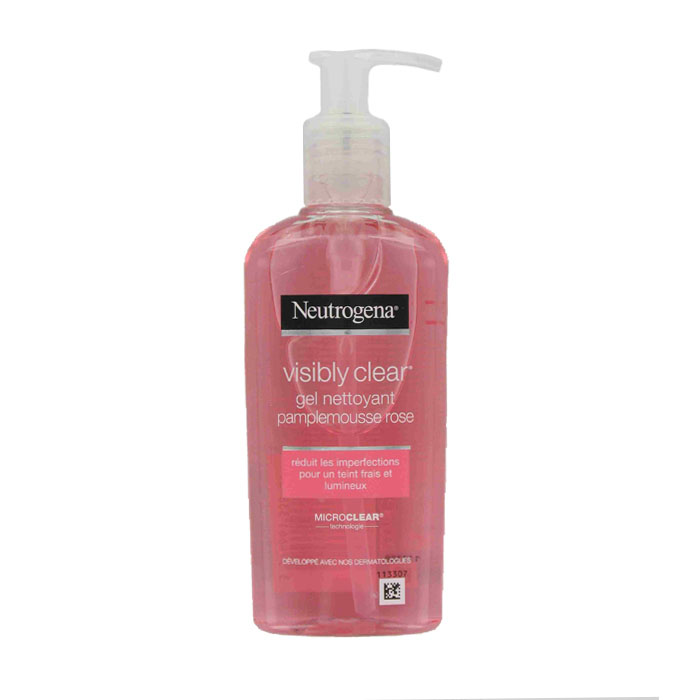 Neutrogena®
visibly clear®
gel nettoyant
pamplemousse rose
réduit les imperfections
pour un teint frais et
lumineux
MICROCLEAR®
technologie
DÉVELOPPÉ AVEC NOS DERMATOLOGUES
113307